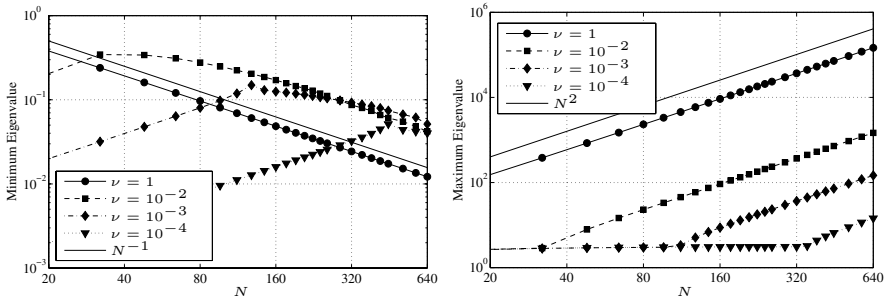 10^0
10^−1
10^−2
10^−3
Minimum Eigenvalue
ν = 1
ν = 10^−2
ν = 10^−3
ν = 10^−4
N^−1
20 40 80 160 320 640
N
10^6
10^4
10^2
10^0
Maximum Eigenvalue
ν = 1
ν = 10^−2
ν = 10^−3
ν = 10^−4
N^2
20 40 80 160 320 640
N